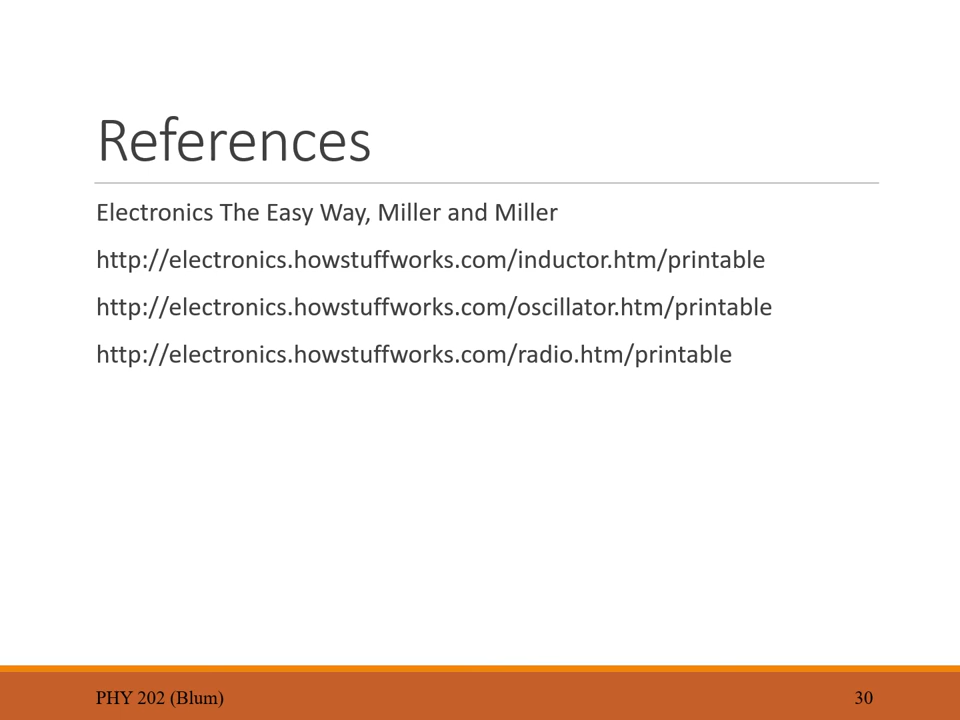 References
Electronics The Easy Way, Miller and Miller
http://electronics.howstuffworks.com/inductor.htm/printable
http://electronics.howstuffworks.com/oscillator.htm/printable
http://electronics.howstuffworks.com/radio.htm/printable
PHY 202 (Blum)
30